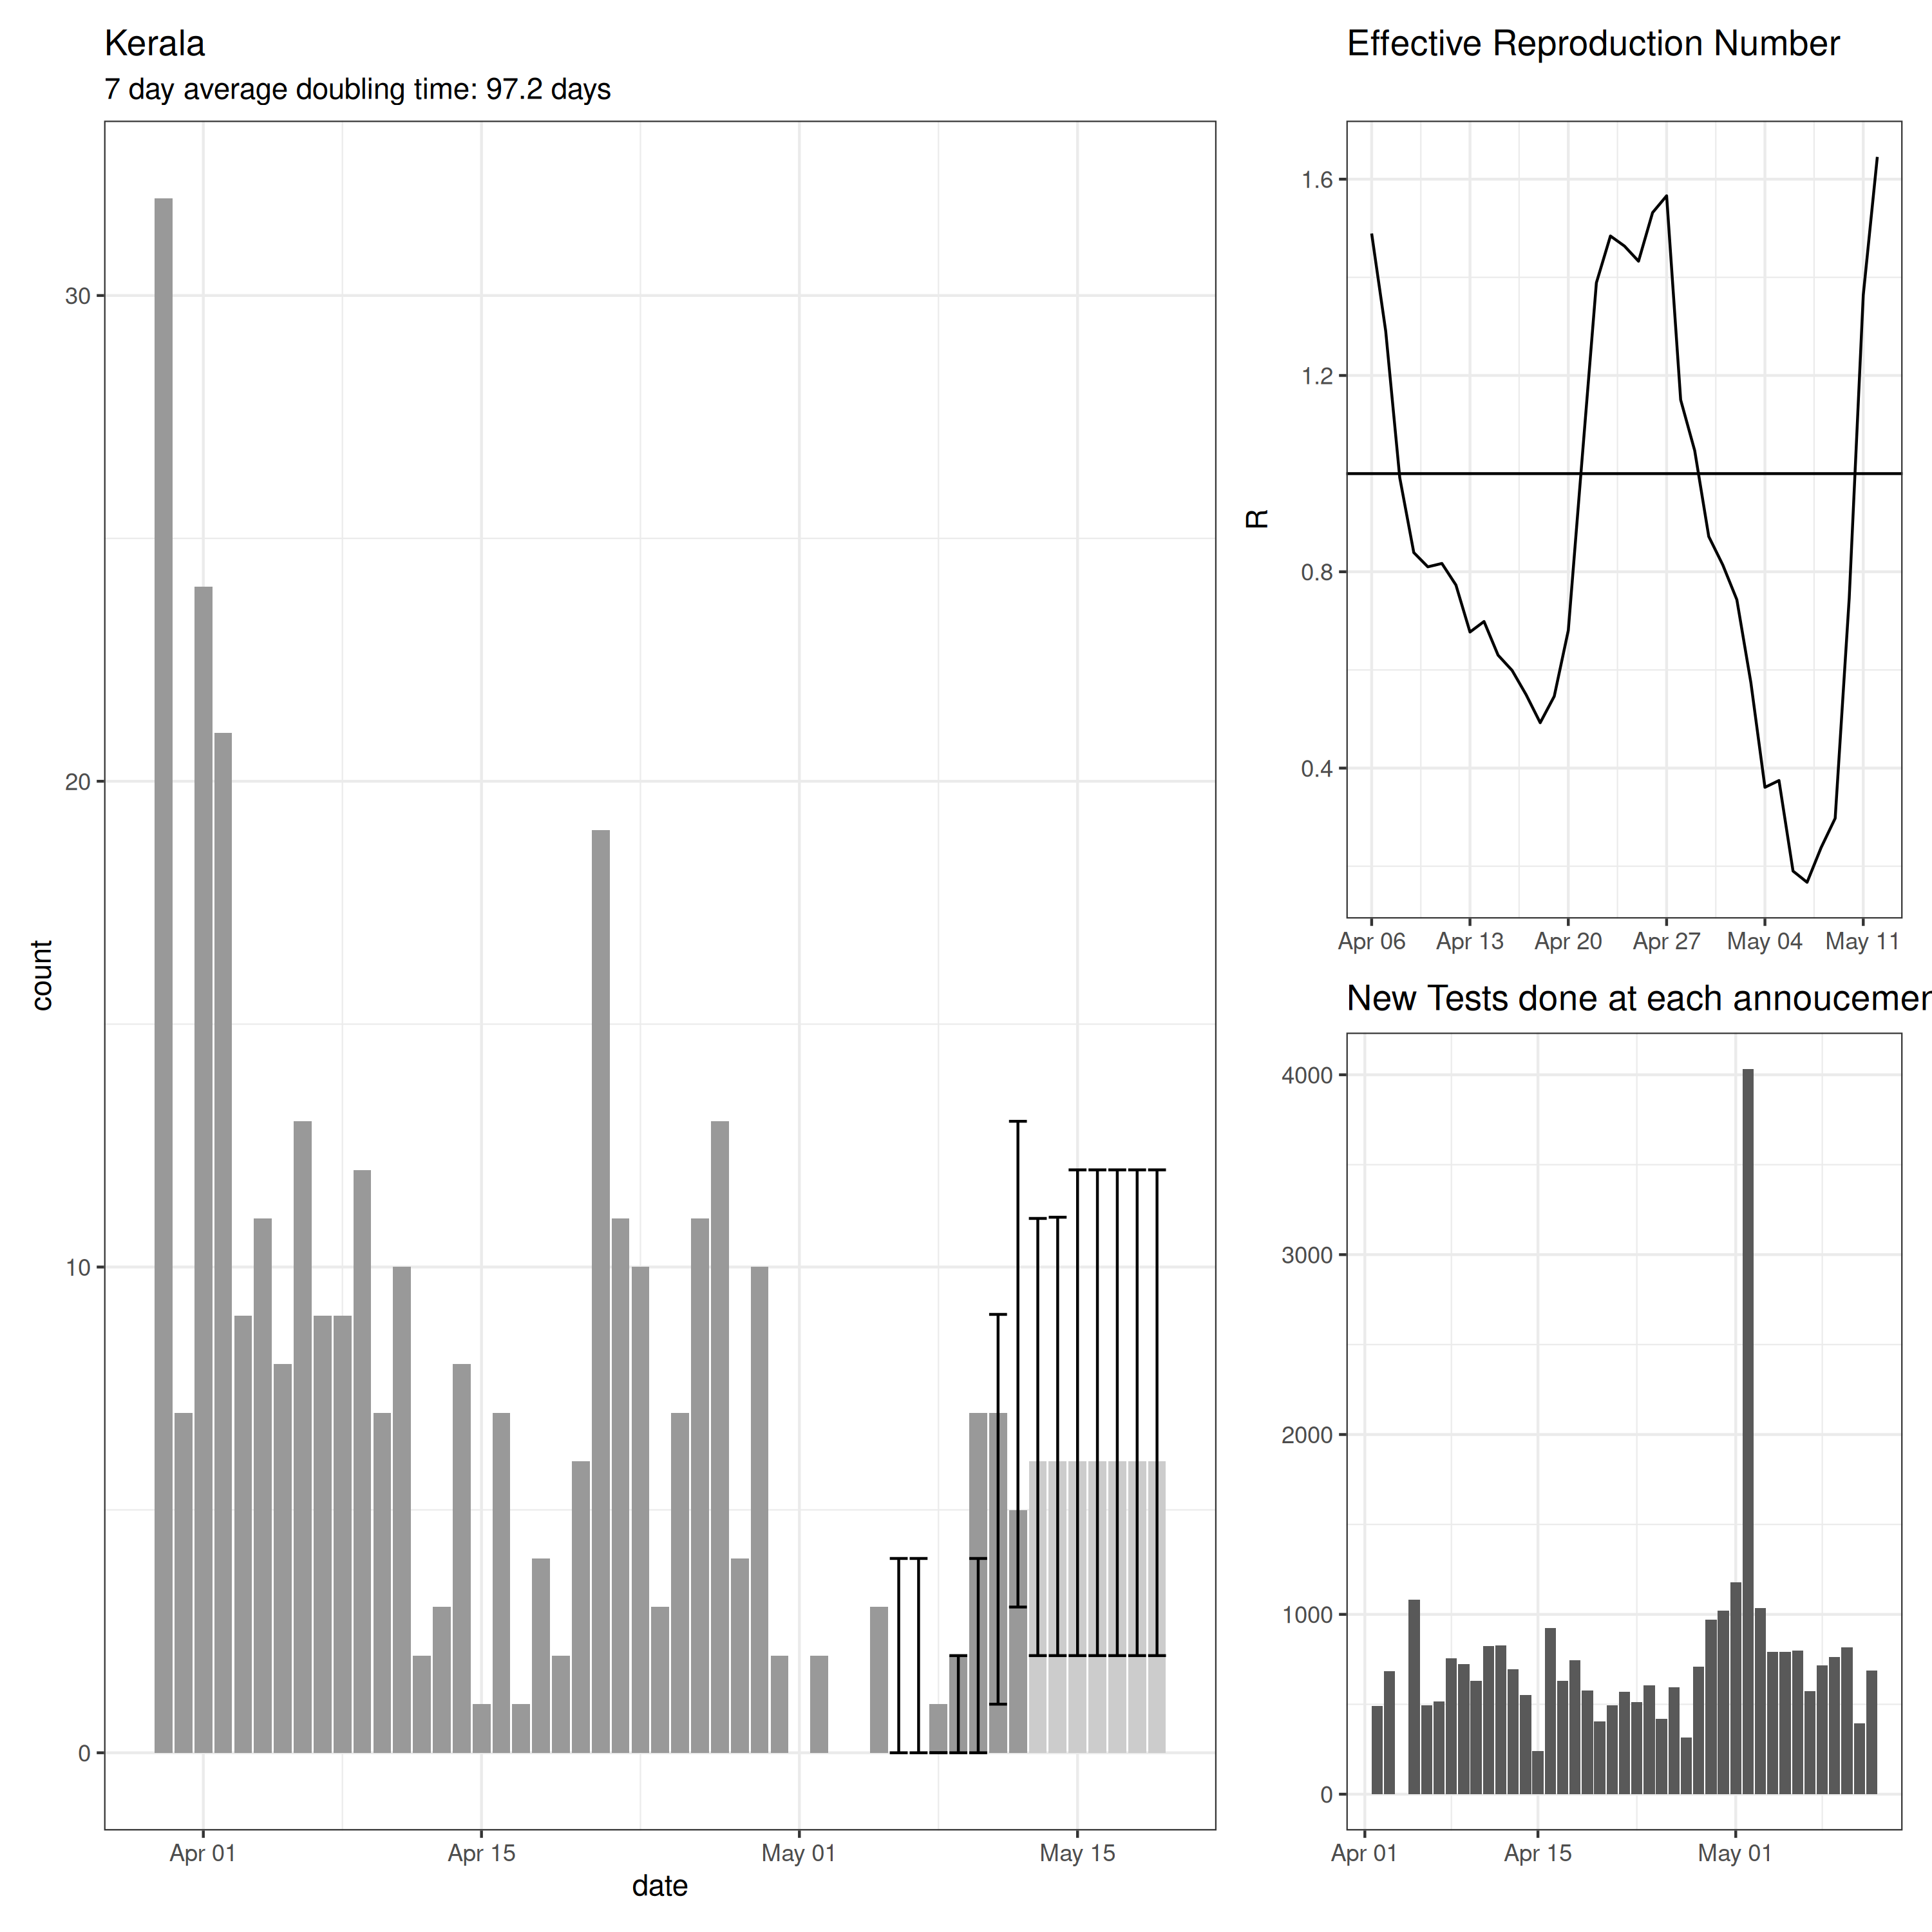 Kerala
7 day average doubling time: 97.2 days
count
30
20
10
0
Apr 01 Apr 15 May 01 May 15
date
Effective Reproduction Number
R
1.6
1.2
0.8
0.4
Apr 06 Apr 13 Apr 20 Apr 27 May 04 May 11
New Tests done at each annoucemen
4000
3000
2000
1000
0
Apr 01 Apr 15 May 01